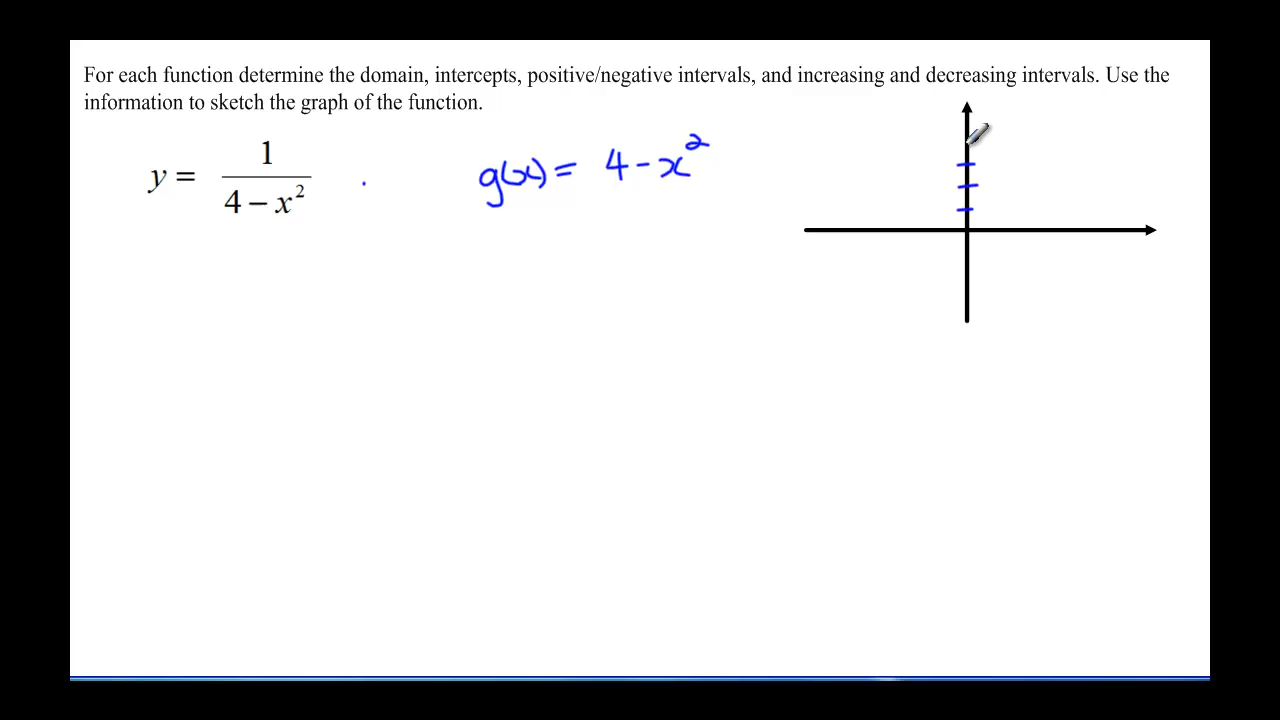 For each function determine the domain, intercepts, positive/negative intervals, and increasing and decreasing intervals. Use the
information to sketch the graph of the function.
y = 1/(4 − x²)
g(x) = 4 - x²